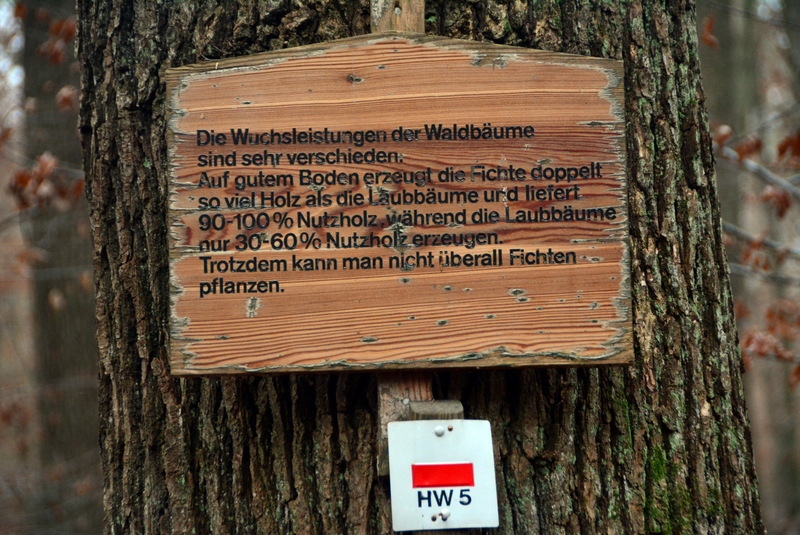 Die Wuchsleistungen der Waldbäume
sind sehr verschieden.
Auf gutem Boden erzeugt die Fichte doppelt
so viel Holz als die Laubbäume und liefert
90-100 % Nutzholz, während die Laubbäume
nur 30-60 % Nutzholz erzeugen.
Trotzdem kann man nicht überall Fichten
pflanzen.
HW 5